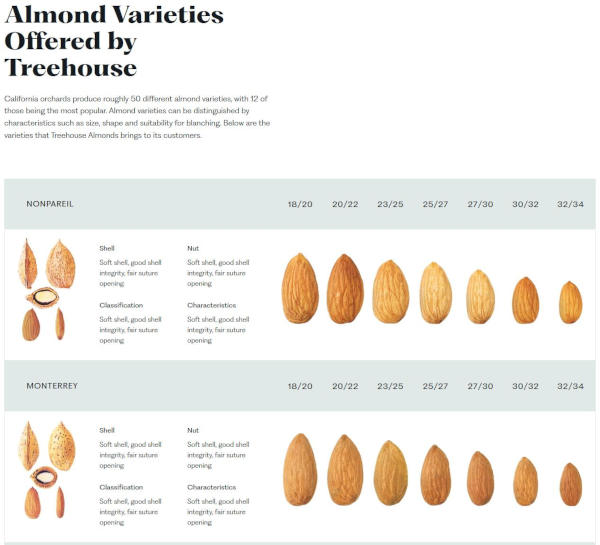 Almond Varieties
Offered by
Treehouse
California orchards produce roughly 50 different almond varieties, with 12 of
those being the most popular. Almond varieties can be distinguished by
characteristics such as size, shape and suitability for blanching. Below are the
varieties that Treehouse Almonds brings to its customers.
NONPAREIL 18/20 20/22 23/25 25/27 27/30 30/32 32/34
Shell Nut
Soft shell, good shell Soft shell, good shell
integrity, fair suture integrity, fair suture
opening opening
Classification Characteristics
Soft shell, good shell Soft shell, good shell
integrity, fair suture integrity, fair suture
opening opening
MONTERREY 18/20 20/22 23/25 25/27 27/30 30/32 32/34
Shell Nut
Soft shell, good shell Soft shell, good shell
integrity, fair suture integrity, fair suture
opening opening
Classification Characteristics
Soft shell, good shell Soft shell, good shell
integrity, fair suture integrity, fair suture
opening opening